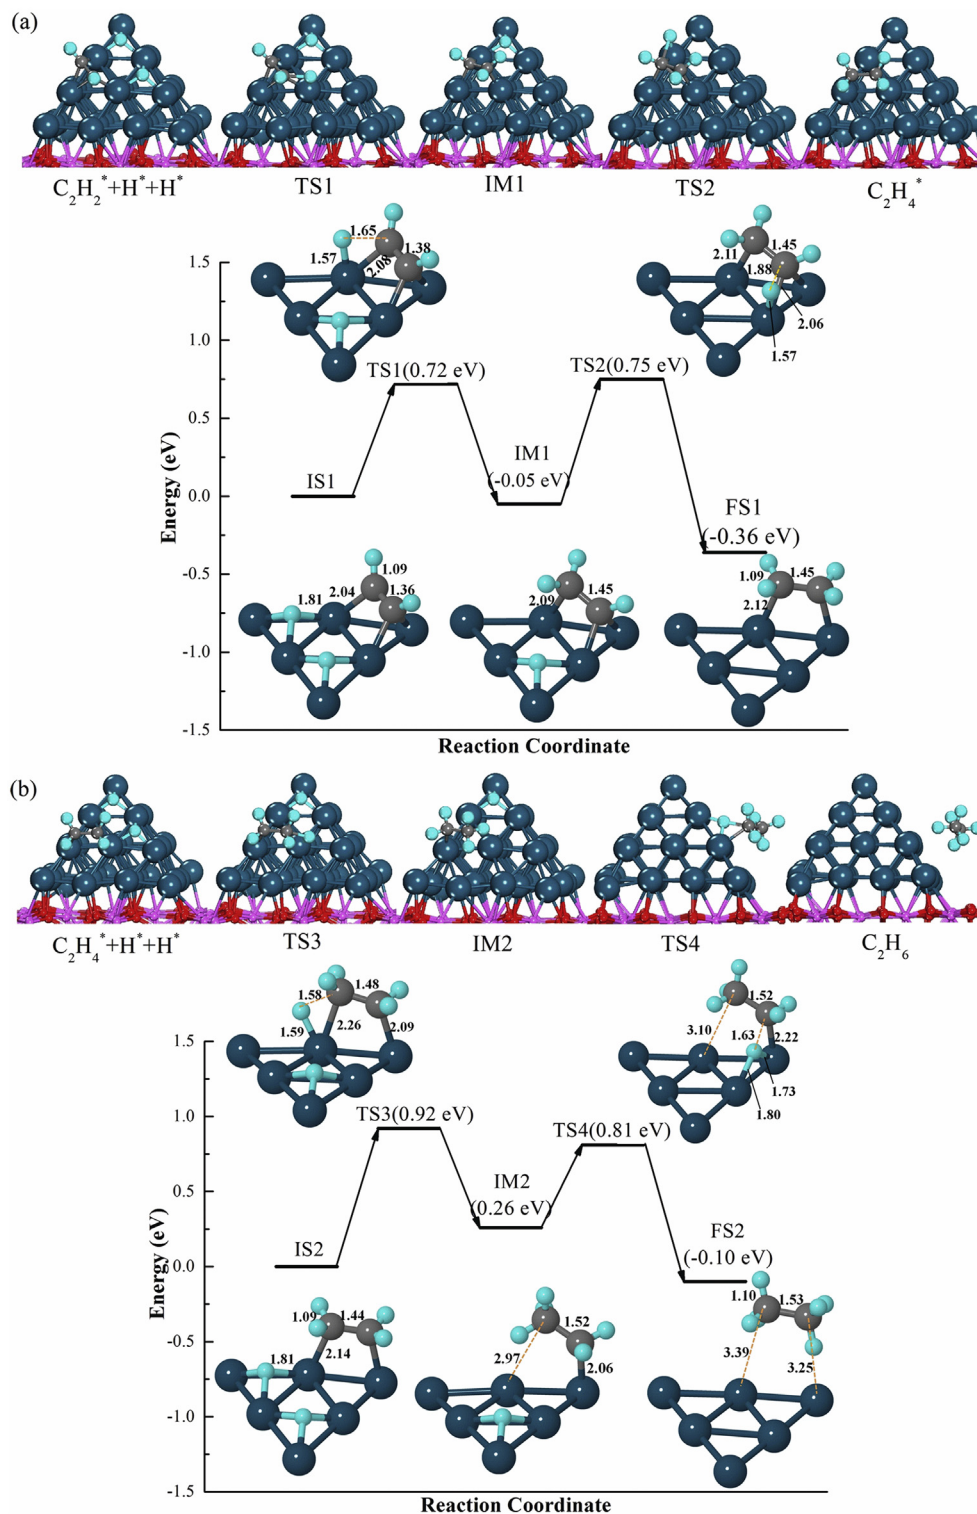 (a)
C2H2*+H*+H*
TS1
IM1
TS2
C2H4*
1.65
1.57
2.08
1.38
2.11
1.45
1.88
2.06
1.57
1.5
1.0
0.5
0.0
-0.5
-1.0
-1.5
Energy (eV)
TS1(0.72 eV)
TS2(0.75 eV)
IM1
(-0.05 eV)
IS1
FS1
(-0.36 eV)
1.09
1.36
1.81
2.04
1.45
2.09
1.09
1.45
2.12
Reaction Coordinate
(b)
C2H4*+H*+H*
TS3
IM2
TS4
C2H6
1.58
1.48
1.59
2.26
2.09
1.52
3.10
1.63
2.22
1.73
1.80
1.5
1.0
0.5
0.0
-0.5
-1.0
-1.5
Energy (eV)
TS3(0.92 eV)
TS4(0.81 eV)
IM2
(0.26 eV)
IS2
FS2
(-0.10 eV)
1.09
1.44
1.81
2.14
1.52
2.97
2.06
1.10
1.53
3.39
3.25
Reaction Coordinate